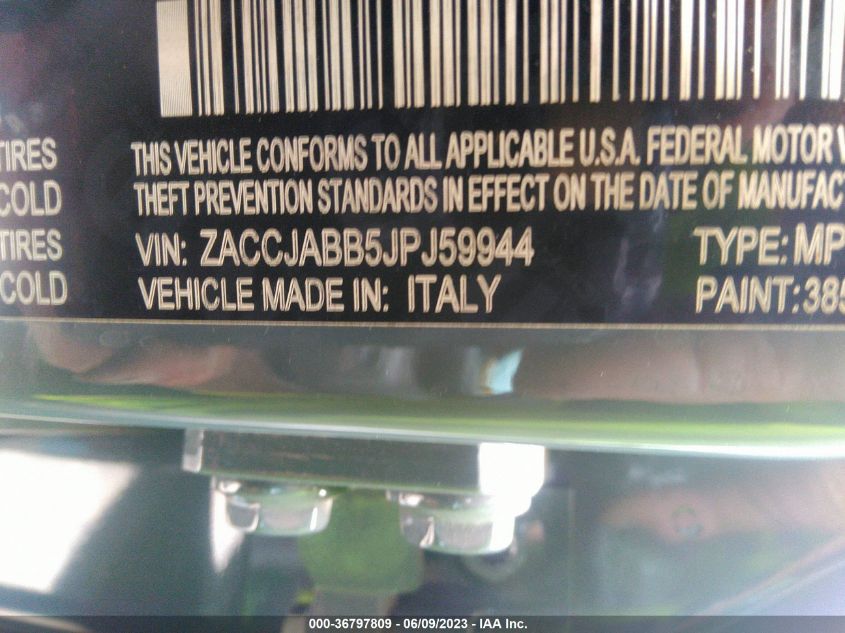 TIRES
THIS VEHICLE CONFORMS TO ALL APPLICABLE U.S.A. FEDERAL MOTOR V
COLD
THEFT PREVENTION STANDARDS IN EFFECT ON THE DATE OF MANUFACT
TIRES
VIN: ZACCJABB5JPJ59944 TYPE: MP
COLD
VEHICLE MADE IN: ITALY PAINT: 385
000-36797809 - 06/09/2023 - IAA Inc.